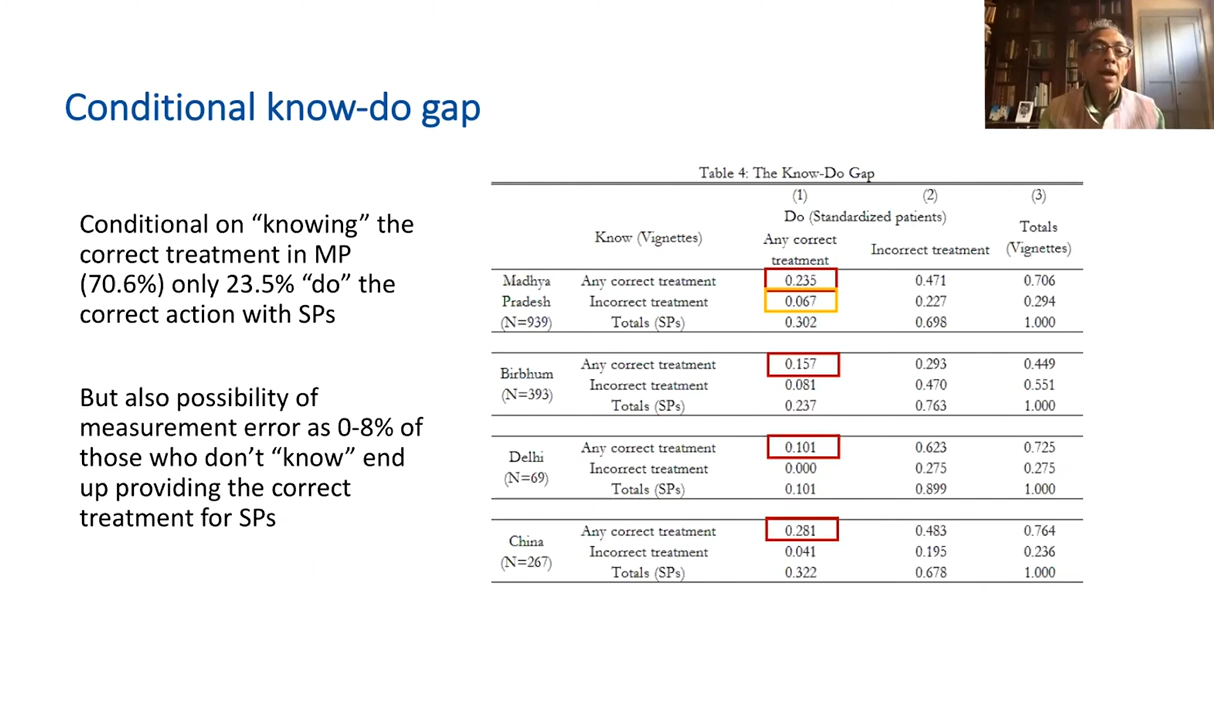 Conditional know-do gap
Conditional on “knowing” the
correct treatment in MP
(70.6%) only 23.5% “do” the
correct action with SPs
But also possibility of
measurement error as 0-8% of
those who don’t “know” end
up providing the correct
treatment for SPs
Table 4: The Know-Do Gap
(1) (2) (3)
Do (Standardized patients)
Know (Vignettes) Any correct treatment Incorrect treatment Totals (Vignettes)
Madhya Any correct treatment 0.235 0.471 0.706
Pradesh Incorrect treatment 0.067 0.227 0.294
(N=939) Totals (SPs) 0.302 0.698 1.000
Birbhum (N=393)
Any correct treatment 0.157 0.293 0.449
Incorrect treatment 0.081 0.470 0.551
Totals (SPs) 0.237 0.763 1.000
Delhi (N=69)
Any correct treatment 0.101 0.623 0.725
Incorrect treatment 0.000 0.275 0.275
Totals (SPs) 0.101 0.899 1.000
China (N=267)
Any correct treatment 0.281 0.483 0.764
Incorrect treatment 0.041 0.195 0.236
Totals (SPs) 0.322 0.678 1.000